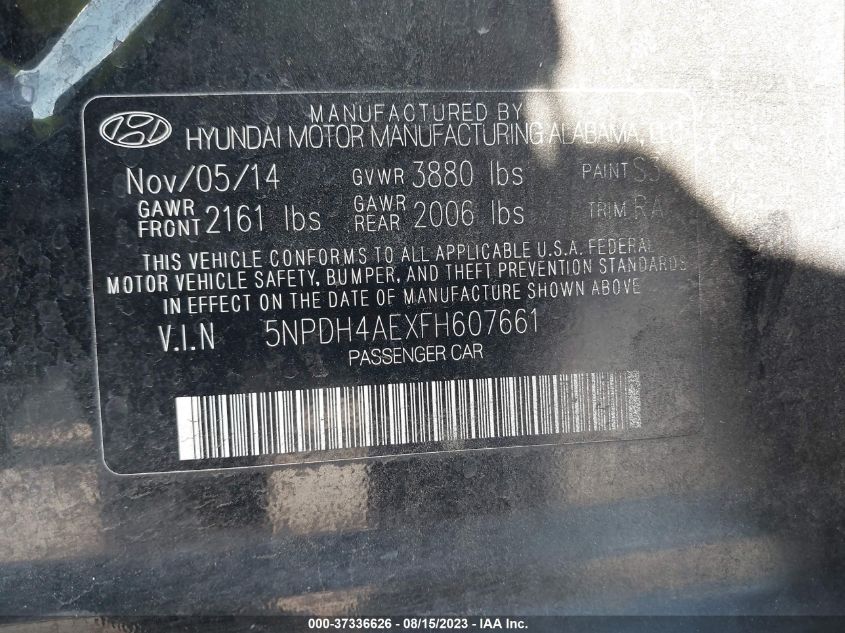 MANUFACTURED BY
HYUNDAI MOTOR MANUFACTURING ALABAMA, LLC
Nov/05/14 GVWR 3880 lbs PAINT S3
GAWR FRONT 2161 lbs GAWR REAR 2006 lbs TRIM RA
THIS VEHICLE CONFORMS TO ALL APPLICABLE U.S.A. FEDERAL
MOTOR VEHICLE SAFETY, BUMPER, AND THEFT PREVENTION STANDARDS
IN EFFECT ON THE DATE OF MANUFACTURE SHOWN ABOVE
V.I.N 5NPDH4AEXFH607661
PASSENGER CAR
000-37336626 - 08/15/2023 - IAA Inc.